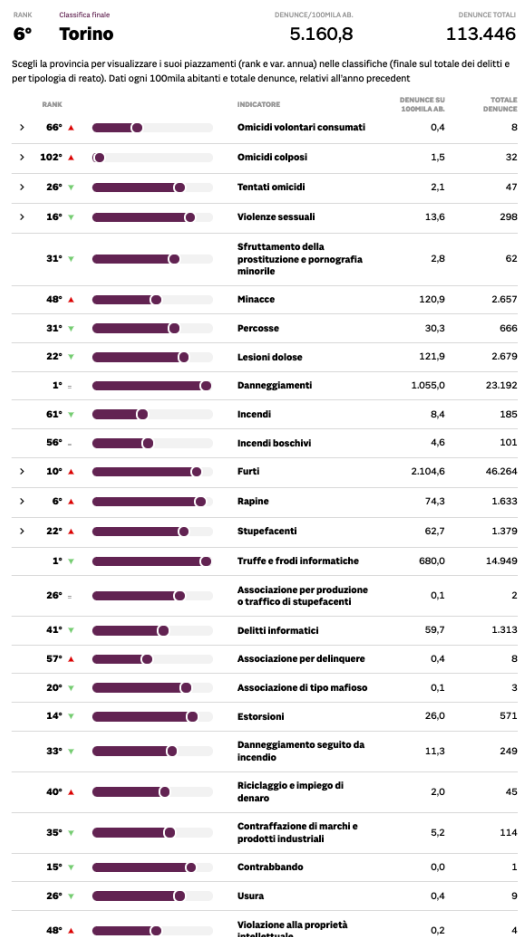 RANK Classifica finale DENUNCE/100MILA AB. DENUNCE TOTALI
6° Torino 5.160,8 113.446
Scegli la provincia per visualizzare i suoi piazzamenti (rank e var. annua) nelle classifiche (finale sul totale dei delitti e
per tipologia di reato). Dati ogni 100mila abitanti e totale denunce, relativi all'anno precedent
RANK INDICATORE DENUNCE SU
100MILA AB. TOTALE
DENUNCE
66° Omicidi volontari consumati 0,4 8
102° Omicidi colposi 1,5 32
26° Tentati omicidi 2,1 47
16° Violenze sessuali 13,6 298
31° Sfruttamento della
prostituzione e pornografia
minorile 2,8 62
48° Minacce 120,9 2.657
31° Percosse 30,3 666
22° Lesioni dolose 121,9 2.679
1° = Danneggiamenti 1.055,0 23.192
61° Incendi 8,4 185
56° - Incendi boschivi 4,6 101
10° Furti 2.104,6 46.264
6° Rapine 74,3 1.633
22° Stupefacenti 62,7 1.379
1° Truffe e frodi informatiche 680,0 14.949
26° = Associazione per produzione
o traffico di stupefacenti 0,1 2
41° Delitti informatici 59,7 1.313
57° Associazione per delinquere 0,4 8
20° Associazione di tipo mafioso 0,1 3
14° Estorsioni 26,0 571
33° Danneggiamento seguito da
incendio 11,3 249
40° Riciclaggio e impiego di
denaro 2,0 45
35° Contraffazione di marchi e
prodotti industriali 5,2 114
15° Contrabbando 0,0 1
26° Usura 0,4 9
48° Violazione alla proprietà
intellettuale 0,2 4